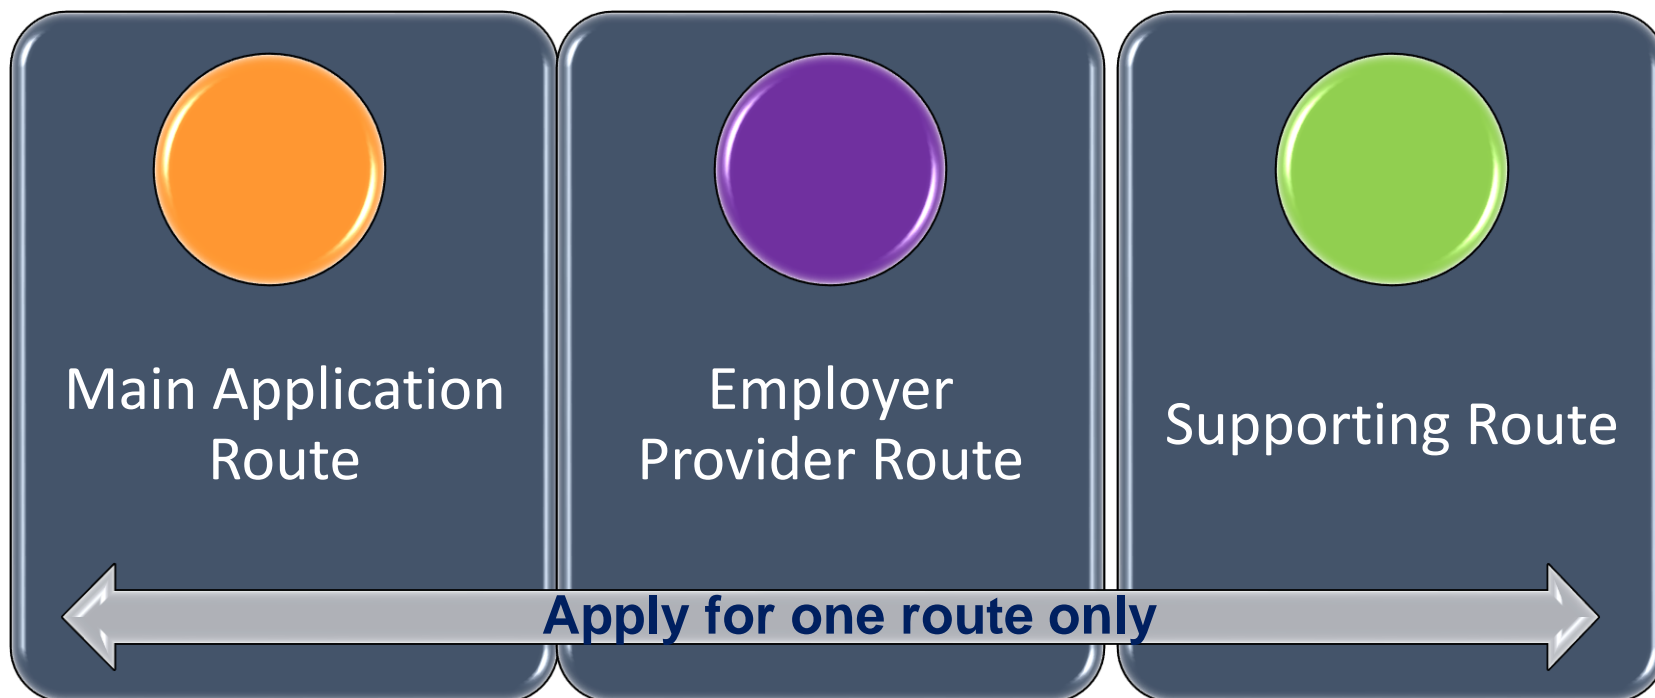 Main Application
Route
Employer
Provider Route
Supporting Route
Apply for one route only